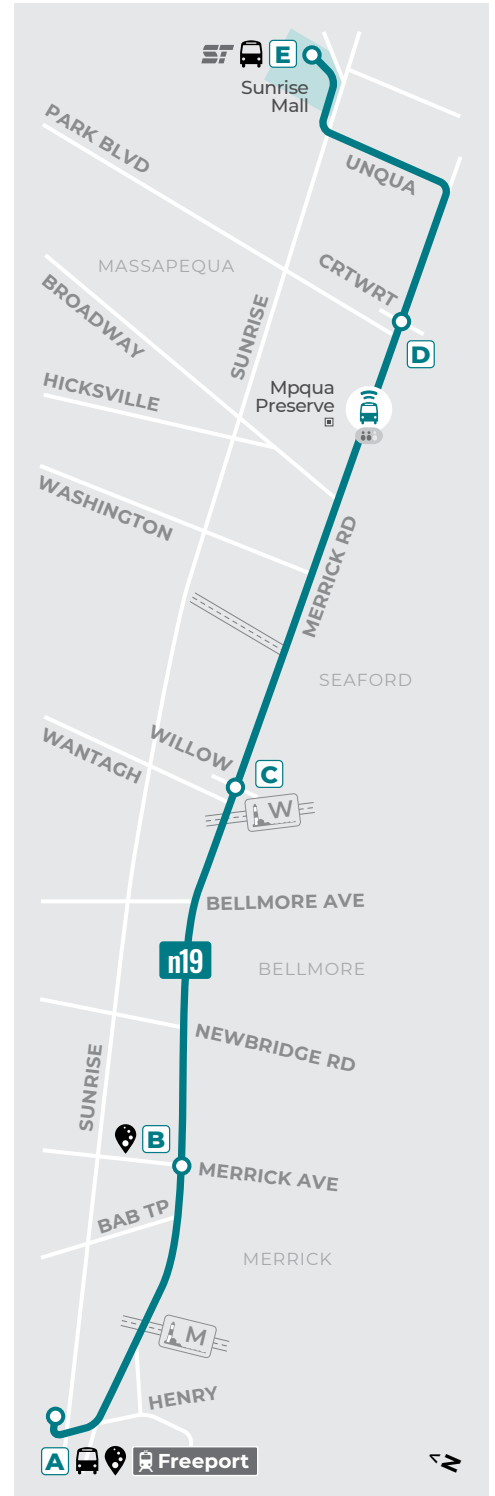 ST E
Sunrise
Mall
UNQUA
PARK BLVD
MASSAPEQUA
CRTWRT
BROADWAY
SUNRISE
D
HICKSVILLE
Mpqua
Preserve
WASHINGTON
MERRICK RD
SEAFORD
WILLOW
C
WANTAGH
W
BELLMORE AVE
n19
BELLMORE
NEWBRIDGE RD
SUNRISE
B
MERRICK AVE
BAB TP
MERRICK
M
HENRY
A Freeport
N